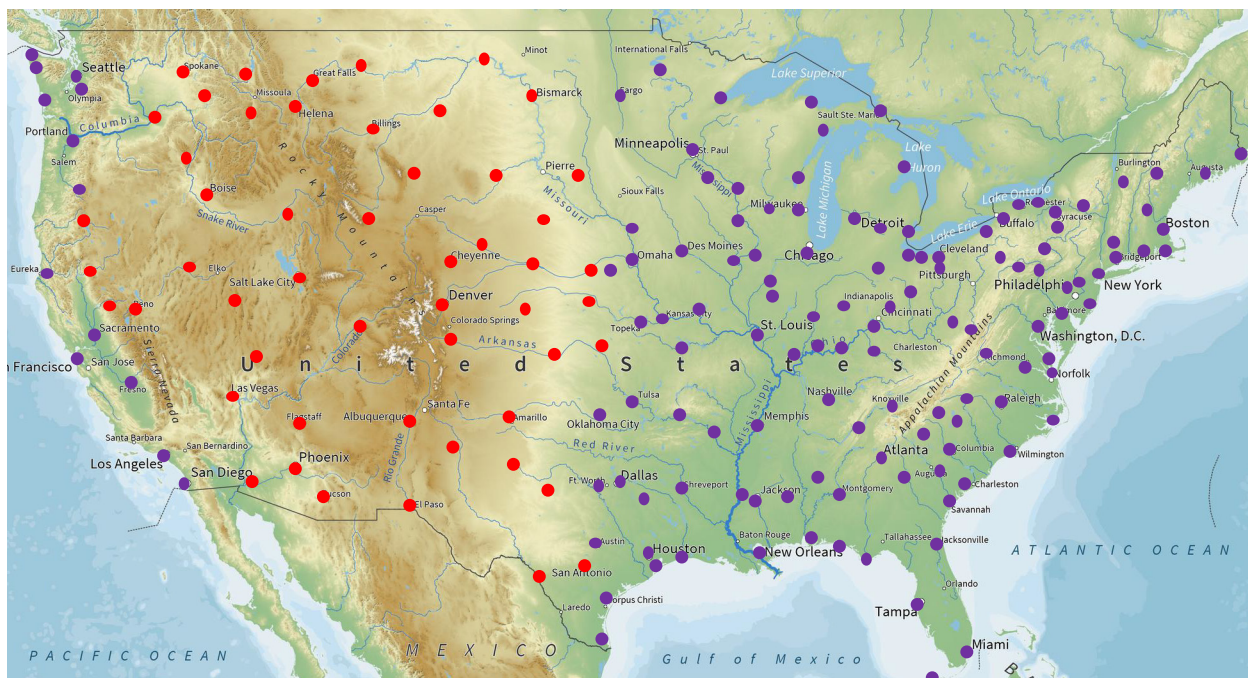 Minot
International Falls
Seattle
Spokane
Great Falls
Lake Superior
Olympia
Missoula
Bismarck
Fargo
Helena
Sault Ste. Marie
Columbia
Billings
Portland
Minneapolis
St. Paul
Lake
Huron
Salem
Rocky Mountains
Pierre
Mississippi
Burlington
Augusta
Boise
Missouri
Sioux Falls
Lake Michigan
Lake Ontario
Snake River
Casper
Milwaukee
Rochester
Detroit
Buffalo
Syracuse
Boston
Lake Erie
Eureka
Elko
Cheyenne
Omaha
Des Moines
Chicago
Cleveland
Bridgeport
Salt Lake City
Pittsburgh
Philadelphi
New York
Reno
Denver
Indianapolis
Baltimore
Sacramento
Colorado Springs
Topeka
Kansas City
St. Louis
Cincinnati
Washington, D.C.
Colorado
Arkansas
Ohio
Charleston
n Francisco
San Jose
United States
Richmond
Norfolk
Fresno
Sierra Nevada
Las Vegas
Tulsa
Nashville
Knoxville
Appalachian Mountains
Raleigh
Flagstaff
Albuquerque
Santa Fe
Amarillo
Oklahoma City
Mississippi
Memphis
Santa Barbara
San Bernardino
Rio Grande
Red River
Los Angeles
San Diego
Phoenix
Atlanta
Columbia
Wilmington
Tucson
Ft. Worth
Dallas
Shreveport
Jackson
Montgomery
Augusta
Charleston
El Paso
Savannah
Austin
Houston
Baton Rouge
New Orleans
Tallahassee
Jacksonville
ATLANTIC OCEAN
San Antonio
Orlando
Laredo
Corpus Christi
Tampa
PACIFIC OCEAN
MEXICO
Gulf of Mexico
Miami
B